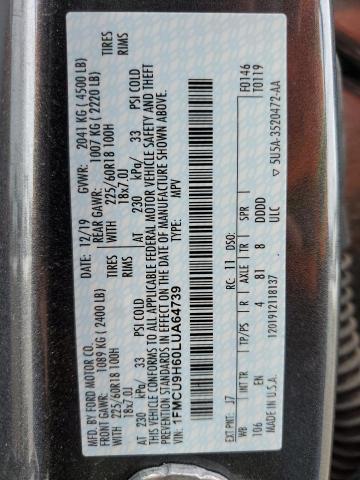 MFD. BY FORD MOTOR CO.
DATE: 12/19 GVWR: 2041 KG (4500 LB)
FRONT GAWR: 1089 KG (2400 LB) REAR GAWR: 1007 KG (2220 LB)
225/60R18 100H TIRES WITH 225/60R18 100H TIRES
18x7.0J RIMS 18x7.0J RIMS
AT 230 kPa/ 33 PSI COLD AT 230 kPa/ 33 PSI COLD
THIS VEHICLE CONFORMS TO ALL APPLICABLE FEDERAL MOTOR VEHICLE SAFETY AND THEFT
PREVENTION STANDARDS IN EFFECT ON THE DATE OF MANUFACTURE SHOWN ABOVE.
VIN: 1FMCU9H60LUA64739 TYPE: MPV
F0146
T0119
EXT PNT: J7 RC: 11 DSO:
WB INT TR TP/PS R AXLE TR SPR
106 EN 4 81 8 DDDD
5U5A-3520472-AA
MADE IN U.S.A. 12019121118137 ULC